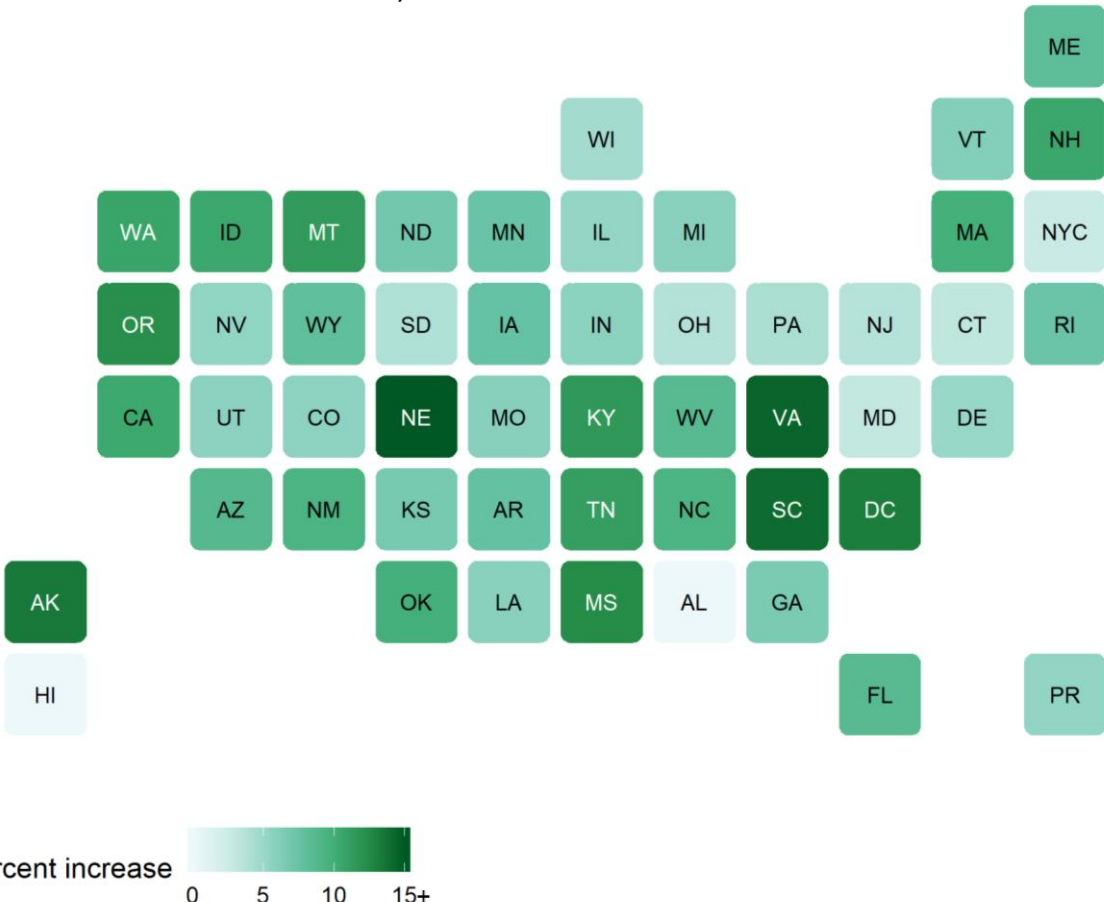 ME
WI VT NH
WA ID MT ND MN IL MI MA NYC
OR NV WY SD IA IN OH PA NJ CT RI
CA UT CO NE MO KY WV VA MD DE
AZ NM KS AR TN NC SC DC
AK OK LA MS AL GA
HI FL PR
rcent increase
0 5 10 15+